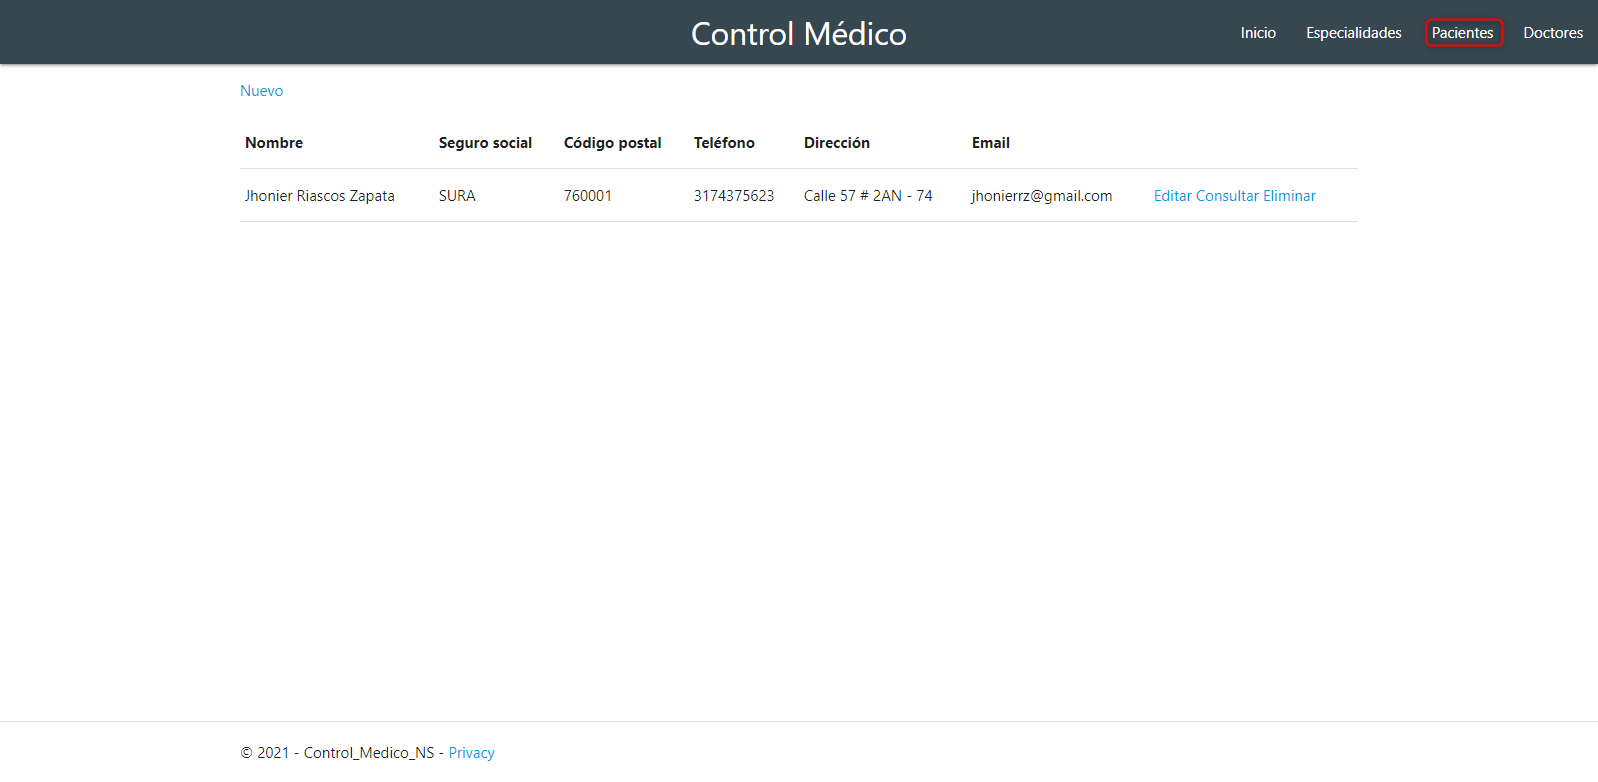 Control Médico Inicio Especialidades Pacientes Doctores
Nuevo
Nombre Seguro social Código postal Teléfono Dirección Email
Jhonier Riascos Zapata SURA 760001 3174375623 Calle 57 # 2AN - 74 jhonierrz@gmail.com Editar Consultar Eliminar
© 2021 - Control_Medico_NS - Privacy